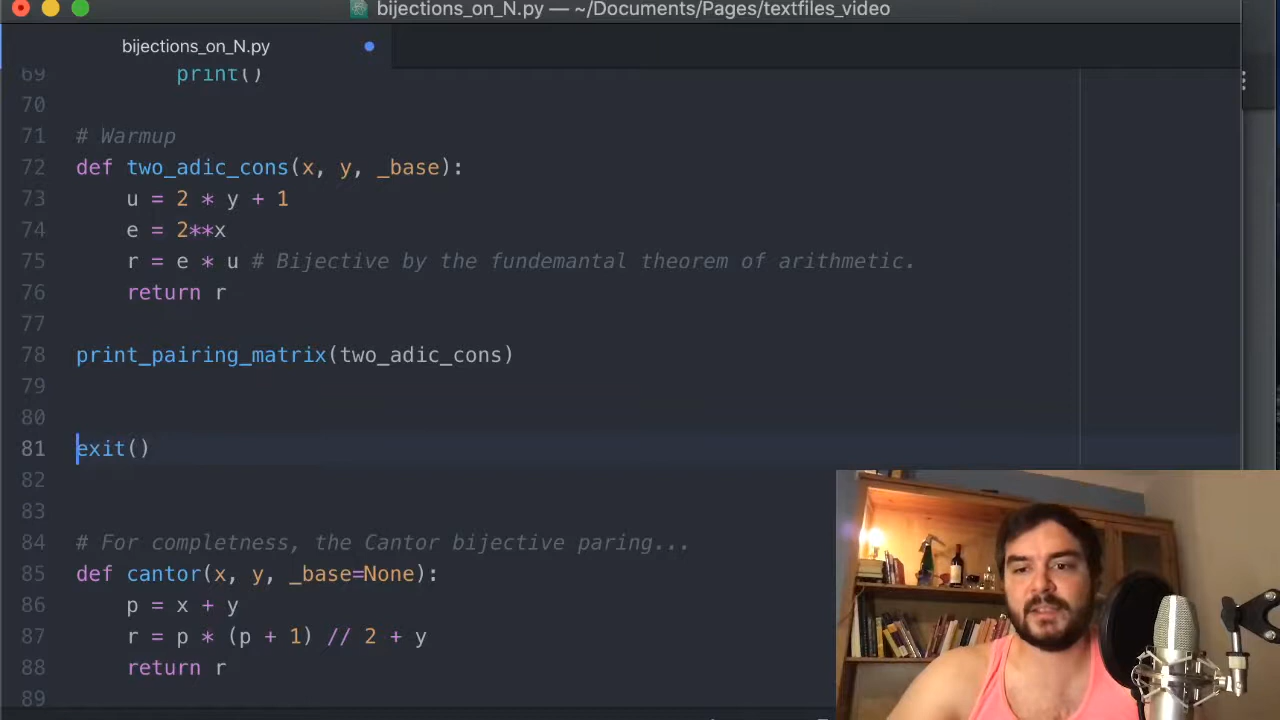 bijections_on_N.py — ~/Documents/Pages/textfiles_video
bijections_on_N.py
69 print()
70
71 # Warmup
72 def two_adic_cons(x, y, _base):
73 u = 2 * y + 1
74 e = 2**x
75 r = e * u # Bijective by the fundemantal theorem of arithmetic.
76 return r
77
78 print_pairing_matrix(two_adic_cons)
79
80
81 exit()
82
83
84 # For completness, the Cantor bijective paring...
85 def cantor(x, y, _base=None):
86 p = x + y
87 r = p * (p + 1) // 2 + y
88 return r
89